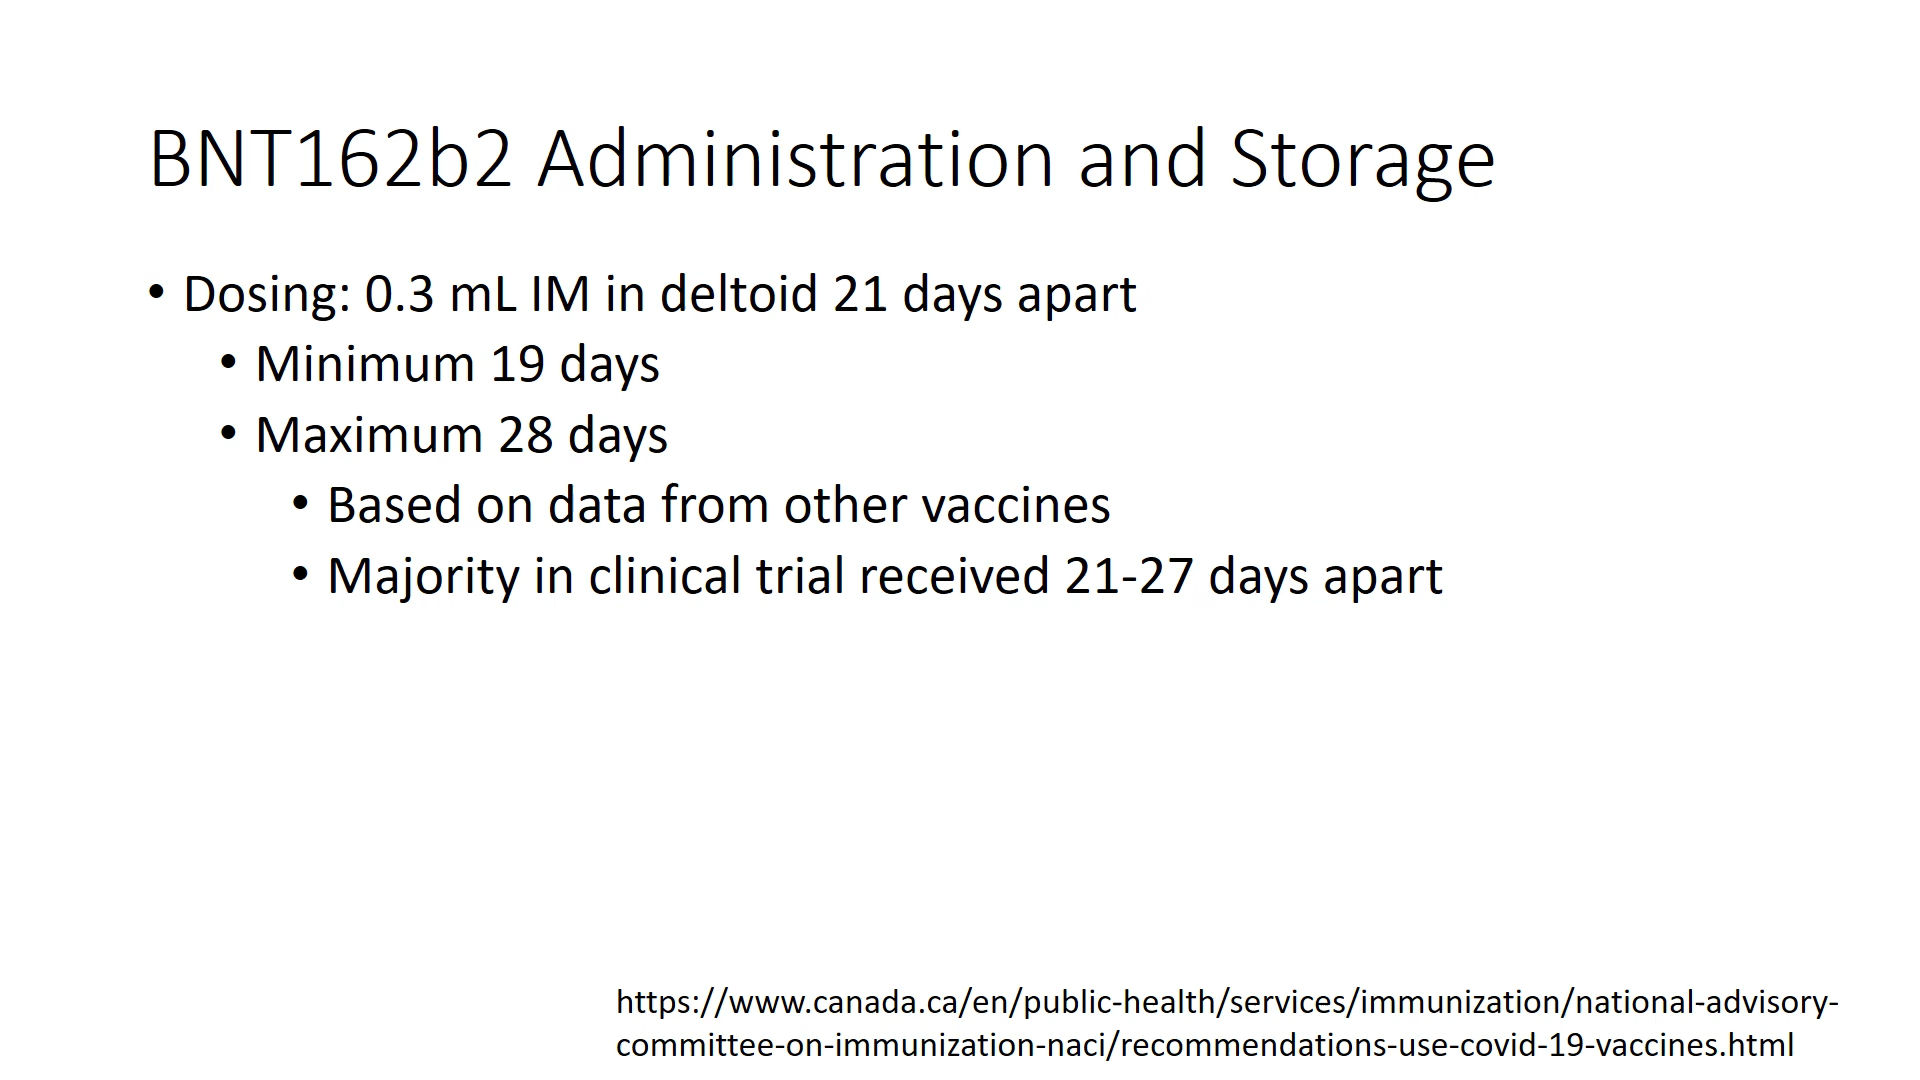 BNT162b2 Administration and Storage
• Dosing: 0.3 mL IM in deltoid 21 days apart
• Minimum 19 days
• Maximum 28 days
• Based on data from other vaccines
• Majority in clinical trial received 21-27 days apart
https://www.canada.ca/en/public-health/services/immunization/national-advisory-
committee-on-immunization-naci/recommendations-use-covid-19-vaccines.html